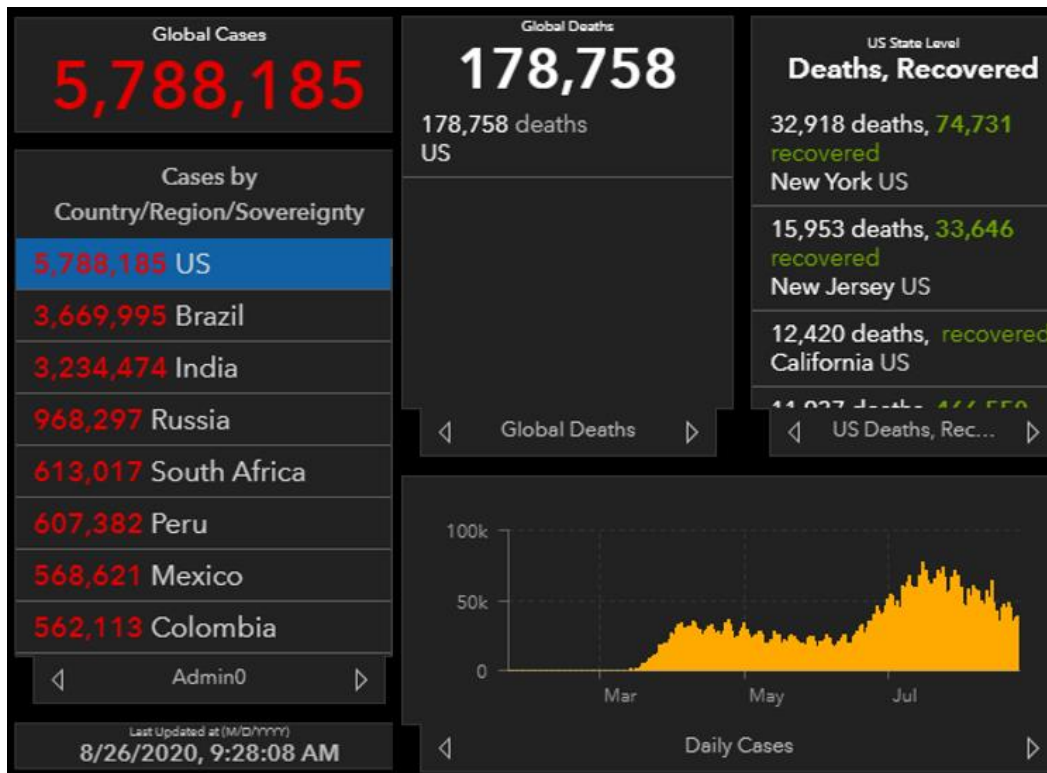 Global Cases
5,788,185
Cases by
Country/Region/Sovereignty
5,788,185 US
3,669,995 Brazil
3,234,474 India
968,297 Russia
613,017 South Africa
607,382 Peru
568,621 Mexico
562,113 Colombia
Admin0
Last Updated at (M/D/YYYY)
8/26/2020, 9:28:08 AM
Global Deaths
178,758
178,758 deaths
US
Global Deaths
US State Level
Deaths, Recovered
32,918 deaths, 74,731
recovered
New York US
15,953 deaths, 33,646
recovered
New Jersey US
12,420 deaths, recovered
California US
US Deaths, Rec...
100k
50k
0
Mar May Jul
Daily Cases